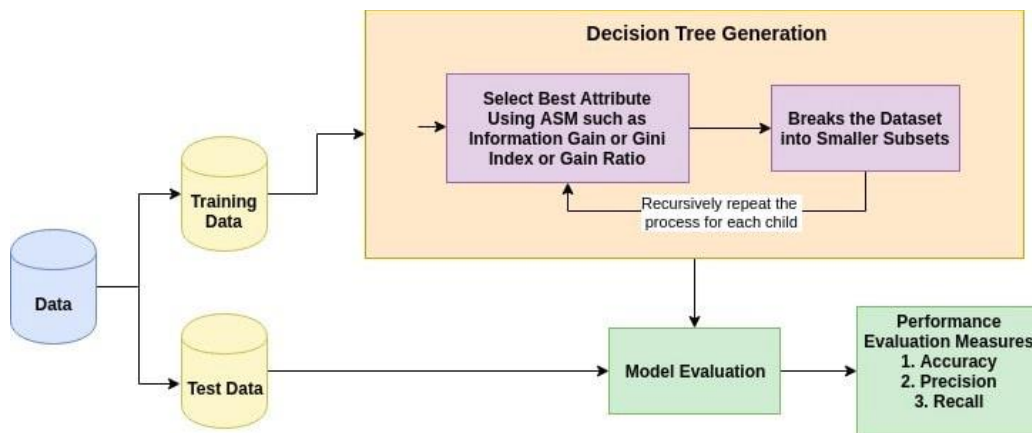 Decision Tree Generation
Select Best Attribute
Using ASM such as
Information Gain or Gini
Index or Gain Ratio
Breaks the Dataset
into Smaller Subsets
Recursively repeat the
process for each child
Training
Data
Data
Test Data
Model Evaluation
Performance
Evaluation Measures
1. Accuracy
2. Precision
3. Recall